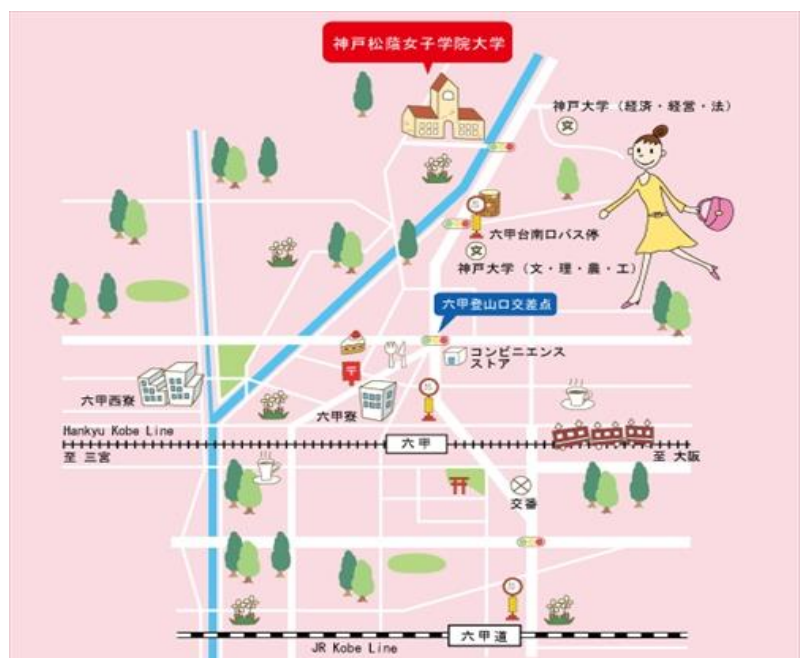 神戸松蔭女子学院大学
神戸大学（経済・経営・法）
文
六甲台南口バス停
文
神戸大学（文・理・農・工）
六甲登山口交差点
コンビニエンス
ストア
〒
六甲西寮
六甲寮
Hankyu Kobe Line
六甲
至 三宮
至 大阪
交番
六甲道
JR Kobe Line